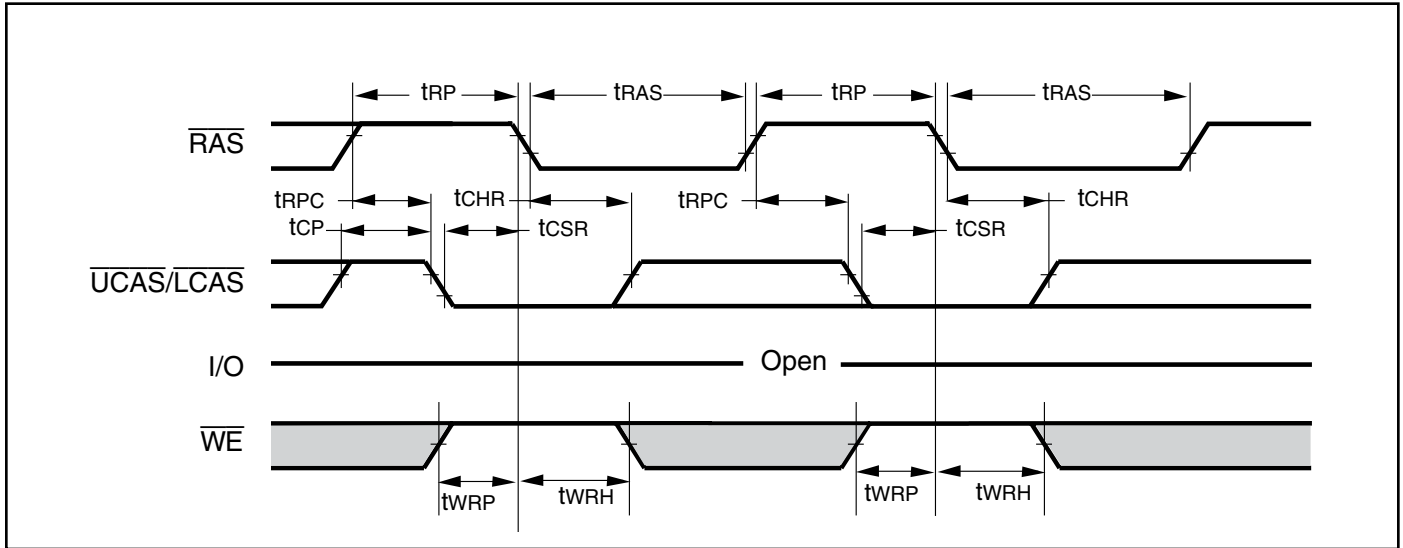 tRP tRAS tRP tRAS
RAS
tRPC tCHR tRPC tCHR
tCP tCSR tCSR
UCAS/LCAS
I/O Open
WE
tWRP tWRH tWRP tWRH